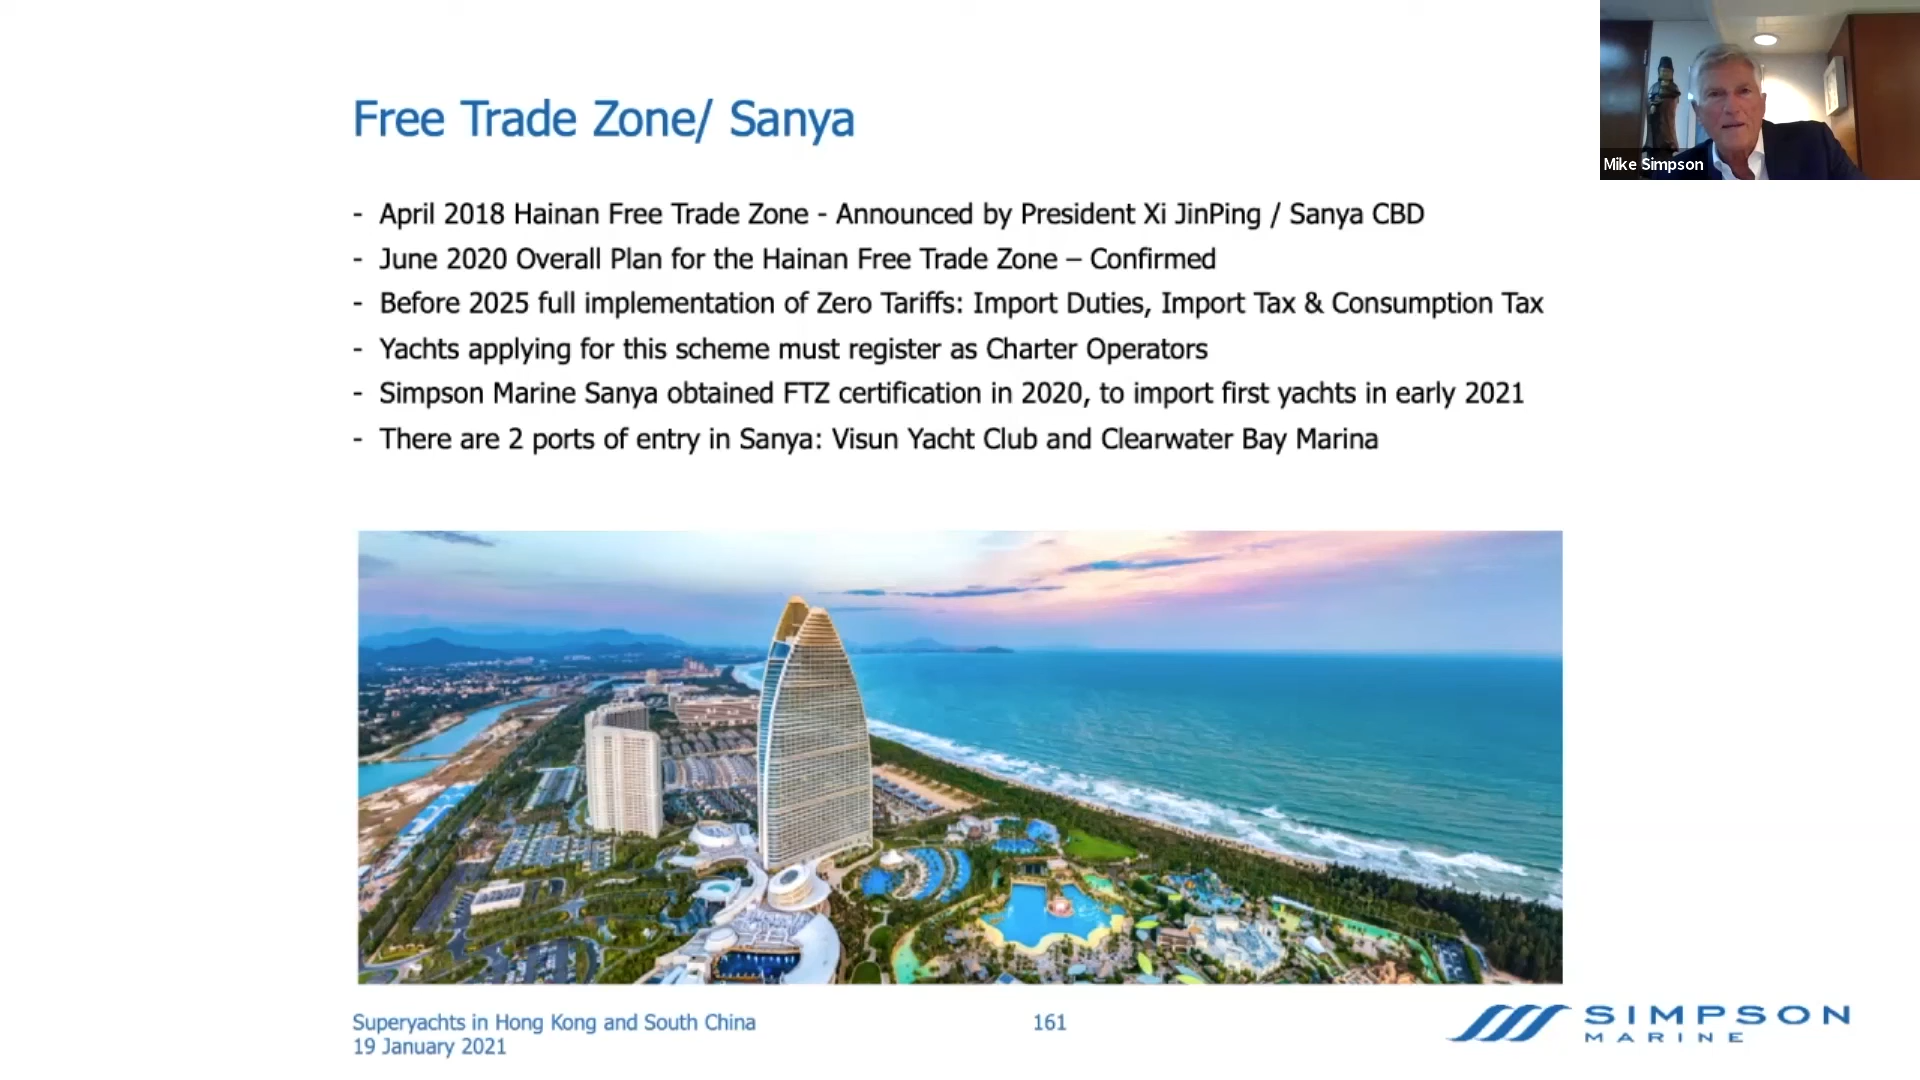 Free Trade Zone/ Sanya
Mike Simpson
- April 2018 Hainan Free Trade Zone - Announced by President Xi JinPing / Sanya CBD
- June 2020 Overall Plan for the Hainan Free Trade Zone – Confirmed
- Before 2025 full implementation of Zero Tariffs: Import Duties, Import Tax & Consumption Tax
- Yachts applying for this scheme must register as Charter Operators
- Simpson Marine Sanya obtained FTZ certification in 2020, to import first yachts in early 2021
- There are 2 ports of entry in Sanya: Visun Yacht Club and Clearwater Bay Marina
Superyachts in Hong Kong and South China
19 January 2021
161
SIMPSON
MARINE